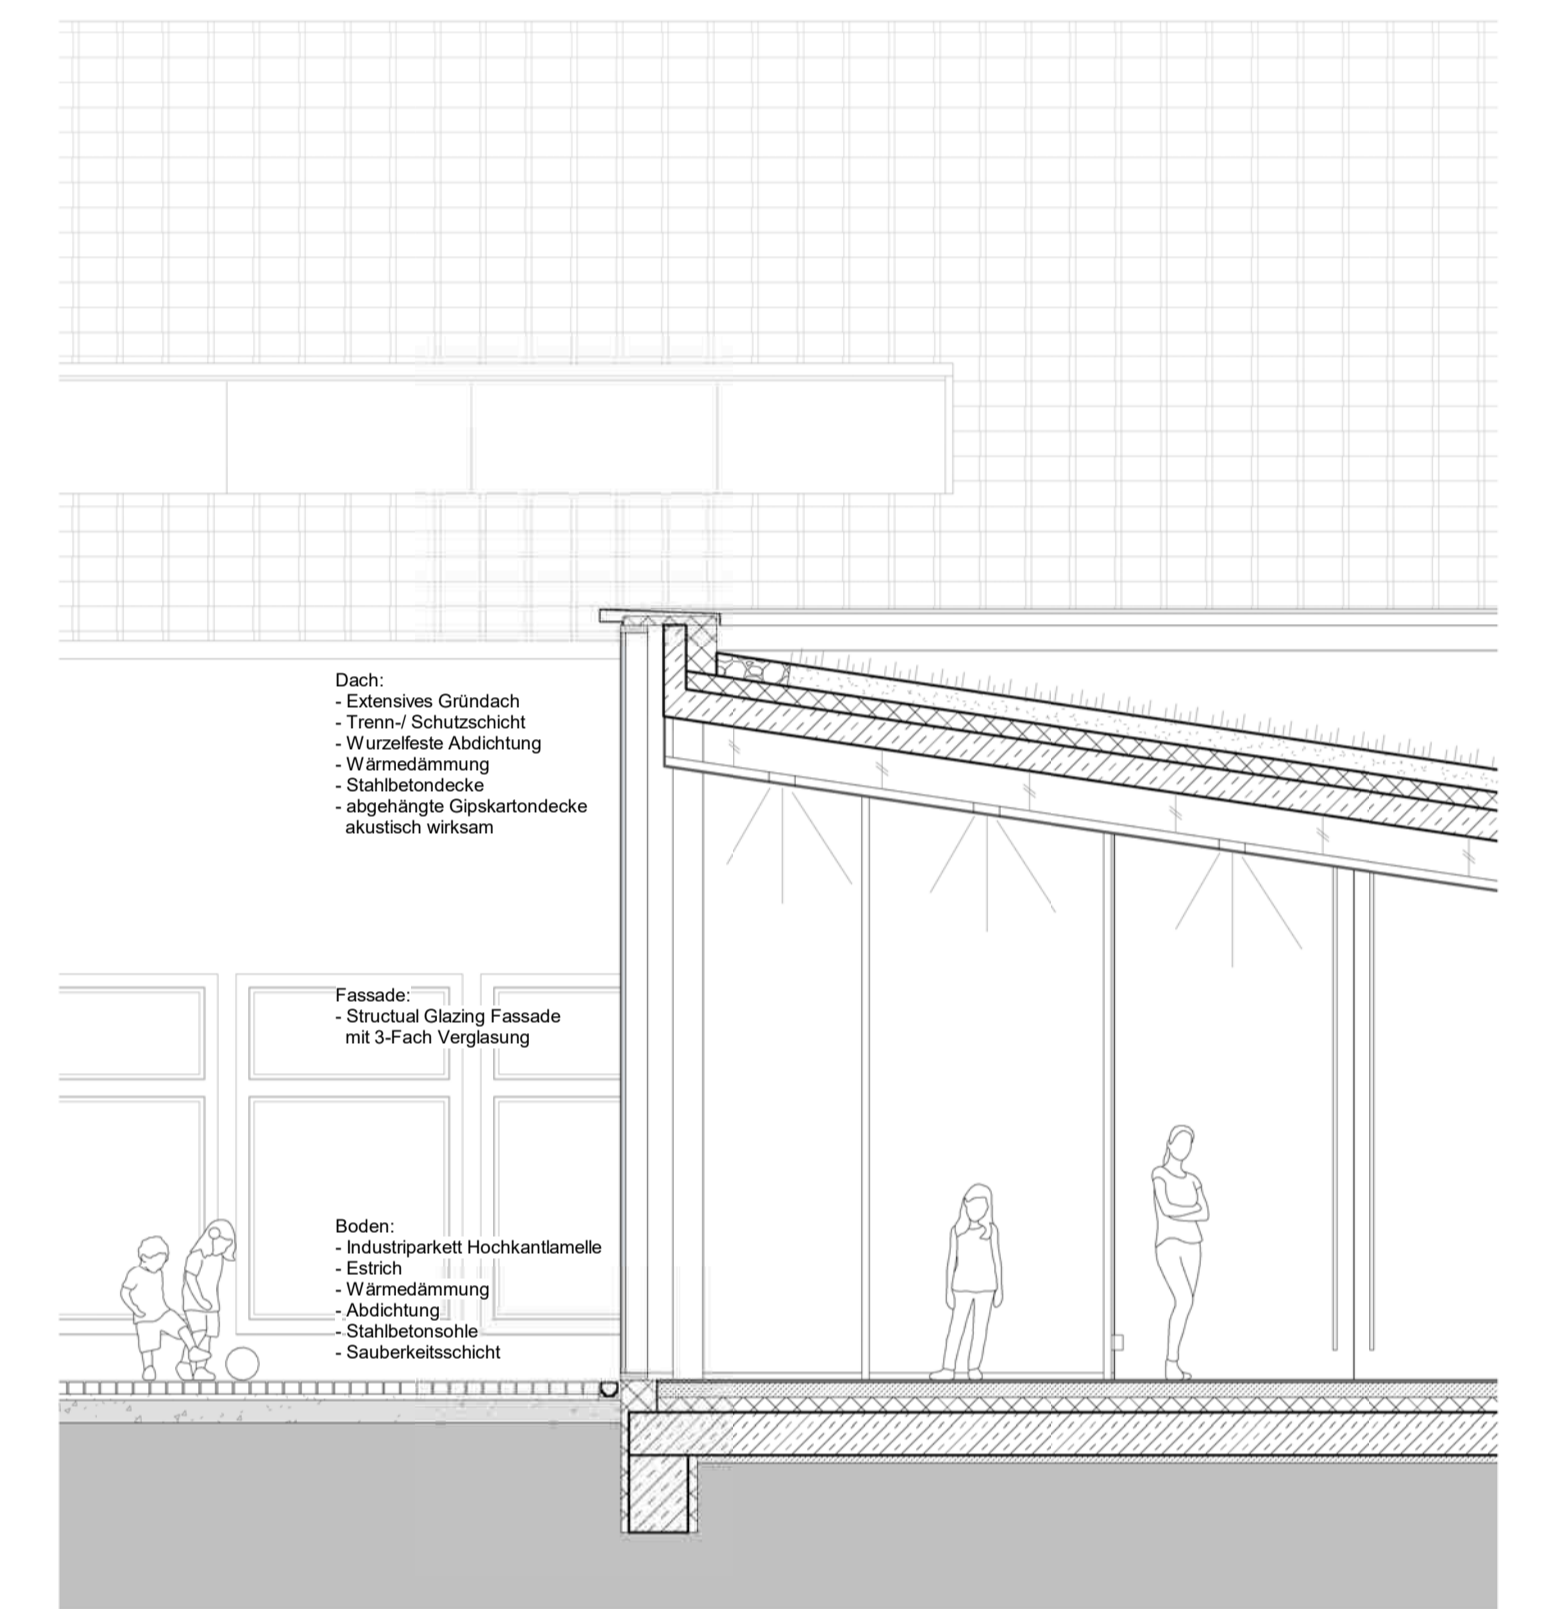 Dach:
- Extensives Gründach
- Trenn-/ Schutzschicht
- Wurzelfeste Abdichtung
- Wärmedämmung
- Stahlbetondecke
- abgehängte Gipskartondecke
akustisch wirksam
Fassade:
- Structual Glazing Fassade
mit 3-Fach Verglasung
Boden:
- Industriparkett Hochkantlamelle
- Estrich
- Wärmedämmung
- Abdichtung
- Stahlbetonsohle
- Sauberkeitsschicht